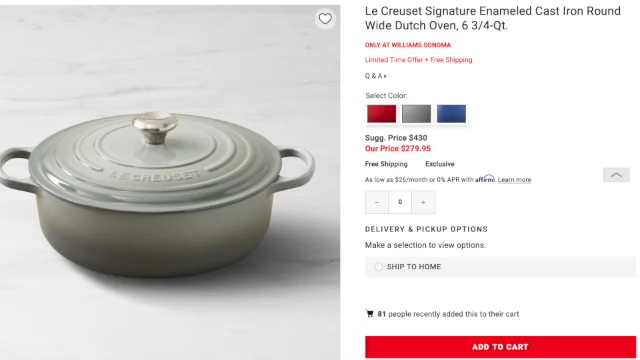 LE CREUSET
Le Creuset Signature Enameled Cast Iron Round
Wide Dutch Oven, 6 3/4-Qt.
ONLY AT WILLIAMS SONOMA
Limited Time Offer + Free Shipping
Q & A
Select Color:
Sugg. Price $430
Our Price $279.95
Free Shipping Exclusive
As low as $26/month or 0% APR with affirm. Learn more
− 0 +
DELIVERY & PICKUP OPTIONS
Make a selection to view options.
SHIP TO HOME
81 people recently added this to their cart
ADD TO CART